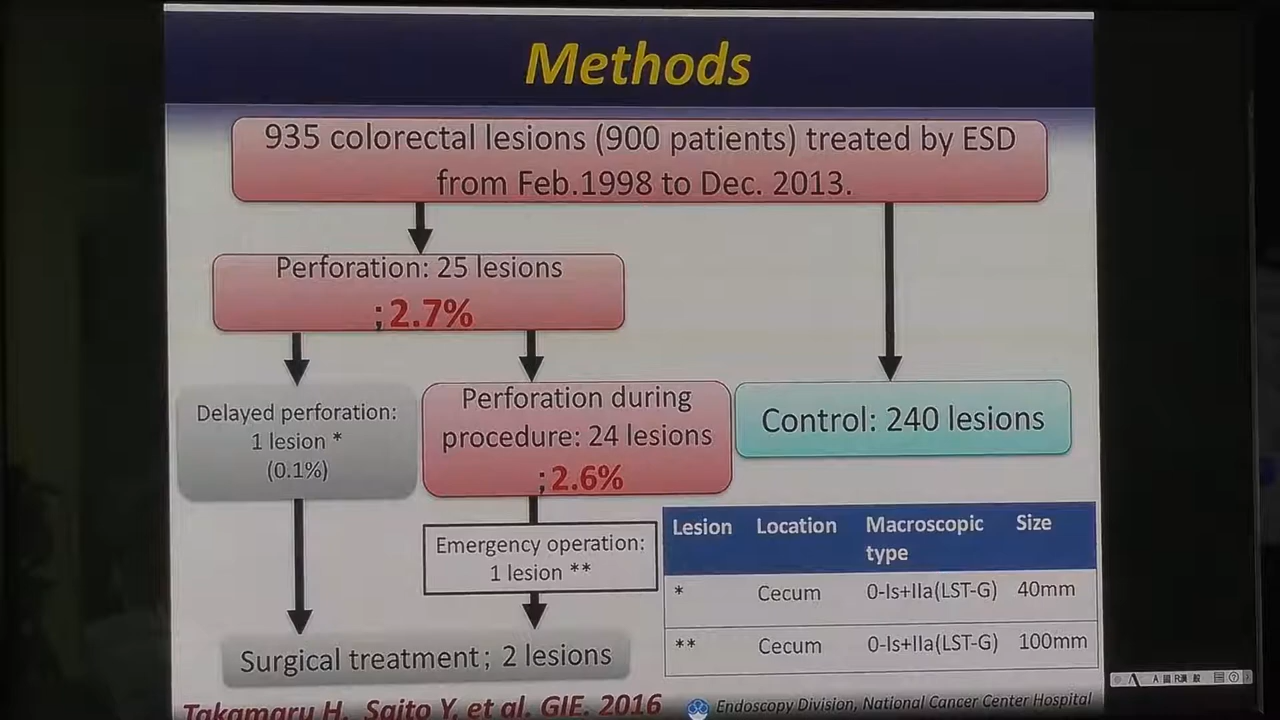 Methods
935 colorectal lesions (900 patients) treated by ESD
from Feb.1998 to Dec. 2013.
Perforation: 25 lesions
;2.7%
Delayed perforation:
1 lesion *
(0.1%)
Perforation during
procedure: 24 lesions
;2.6%
Control: 240 lesions
Emergency operation:
1 lesion **
Surgical treatment; 2 lesions
Lesion Location Macroscopic type Size
* Cecum 0-Is+IIa(LST-G) 40mm
** Cecum 0-Is+IIa(LST-G) 100mm
Takamaru H, Saito Y, et al. GIE. 2016
Endoscopy Division, National Cancer Center Hospital